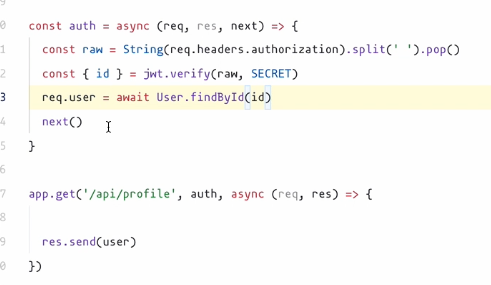 9
0 const auth = async (req, res, next) => {
1 const raw = String(req.headers.authorization).split(' ').pop()
2 const { id } = jwt.verify(raw, SECRET)
3 req.user = await User.findById(id)
4 next()
5 }
6
7 app.get('/api/profile', auth, async (req, res) => {
8
9 res.send(user)
0 })